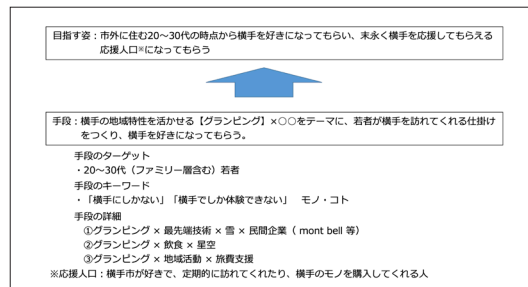 目指す姿：市外に住む20～30代の時点から横手を好きになってもらい、末永く横手を応援してもらえる
応援人口※になってもらう
手段：横手の地域特性を活かせる【グランピング】×○○をテーマに、若者が横手を訪れてくれる仕掛け
をつくり、横手を好きになってもらう。
手段のターゲット
・20～30代（ファミリー層含む）若者
手段のキーワード
・「横手にしかない」「横手でしか体験できない」　モノ・コト
手段の詳細
①グランピング × 最先端技術 × 雪 × 民間企業（ mont bell 等）
②グランピング × 飲食 × 星空
③グランピング × 地域活動 × 旅費支援
※応援人口：横手市が好きで、定期的に訪れてくれたり、横手のモノを購入してくれる人